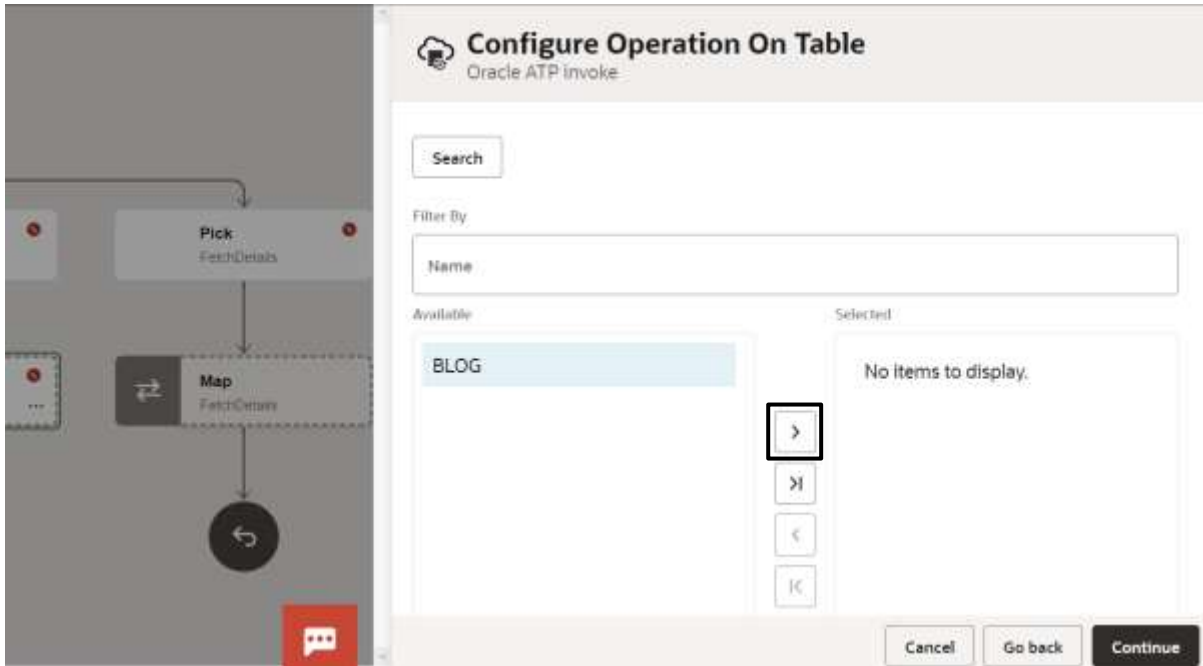 Configure Operation On Table
Oracle ATP invoke
Search
Filter By
Name
Available
Selected
BLOG
No items to display.
Pick
FetchDetails
Map
FetchDetails
Cancel
Go back
Continue